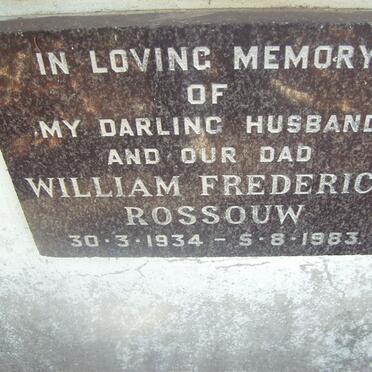 IN LOVING MEMORY
OF
MY DARLING HUSBAND
AND OUR DAD
WILLIAM FREDERIC
ROSSOUW
30·3·1934 – 5·8·1983.